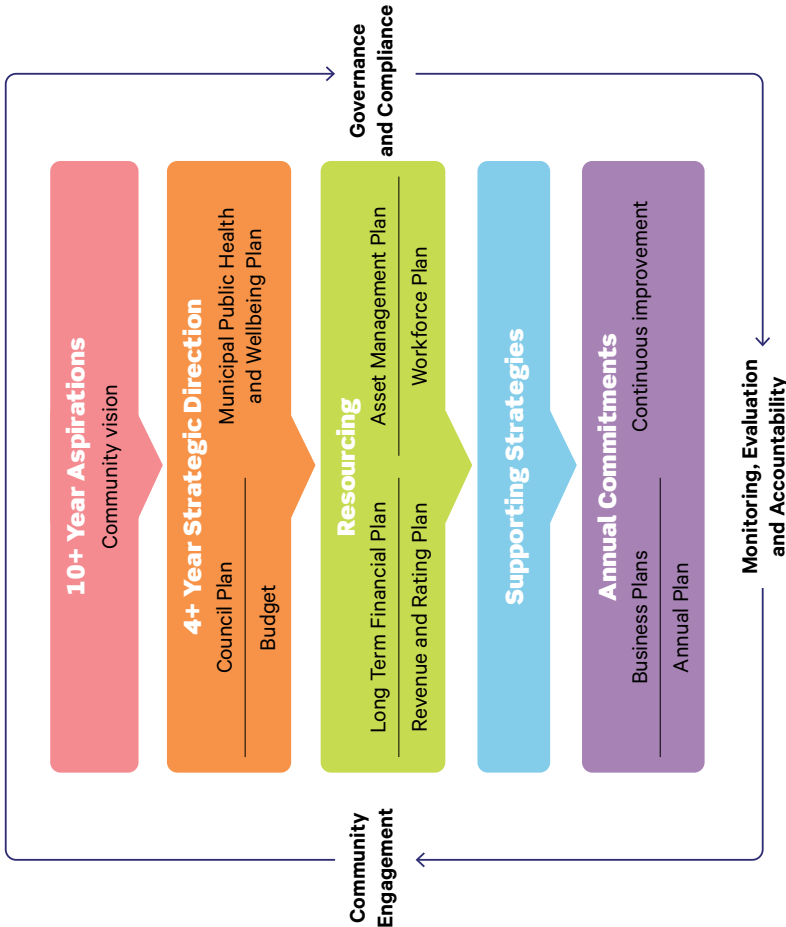 10+ Year Aspirations
Community vision
4+ Year Strategic Direction
Council Plan
Budget
Municipal Public Health
and Wellbeing Plan
Resourcing
Long Term Financial Plan
Revenue and Rating Plan
Asset Management Plan
Workforce Plan
Supporting Strategies
Annual Commitments
Business Plans
Annual Plan
Continuous improvement
Community
Engagement
Governance
and Compliance
Monitoring, Evaluation
and Accountability